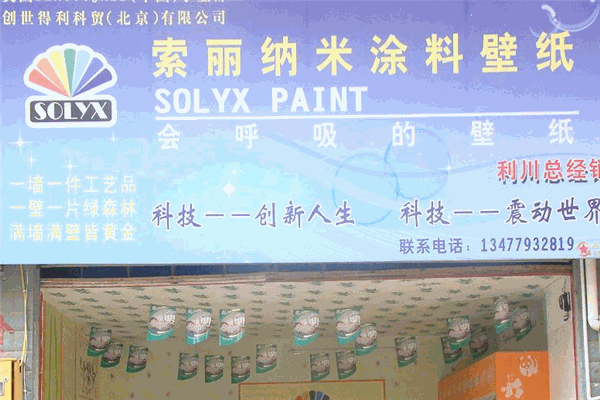 创世得利科贸(北京)有限公司
索丽纳米涂料壁纸
SOLYX
SOLYX PAINT
会呼吸的壁纸
利川总经销
一墙一件工艺品
一壁一片绿森林
满墙满壁皆黄金
科技——创新人生 科技——震动世界
联系电话：13477932819